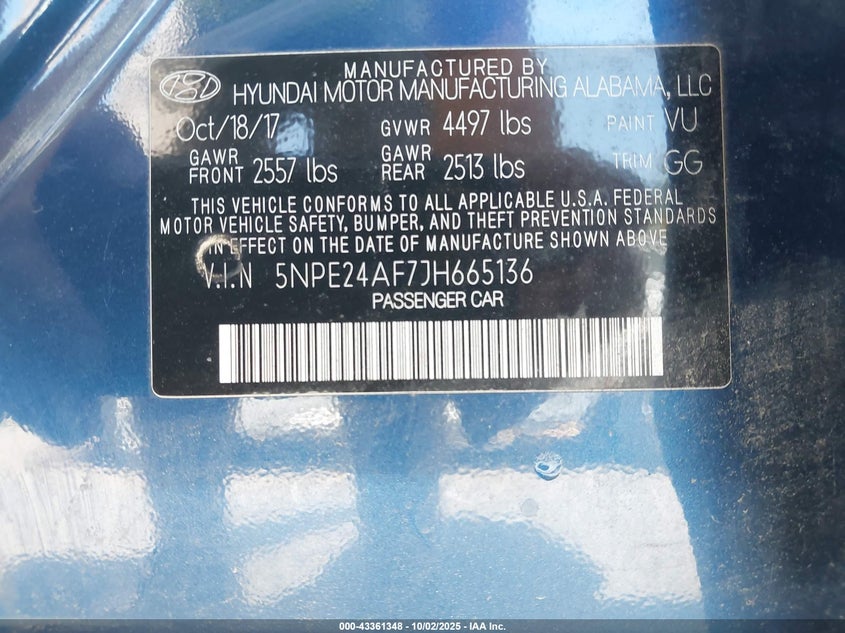 MANUFACTURED BY
HYUNDAI MOTOR MANUFACTURING ALABAMA, LLC
Oct/18/17 GVWR 4497 lbs PAINT VU
GAWR FRONT 2557 lbs GAWR REAR 2513 lbs TRIM GG
THIS VEHICLE CONFORMS TO ALL APPLICABLE U.S.A. FEDERAL
MOTOR VEHICLE SAFETY, BUMPER, AND THEFT PREVENTION STANDARDS
IN EFFECT ON THE DATE OF MANUFACTURE SHOWN ABOVE
V.I.N 5NPE24AF7JH665136
PASSENGER CAR
000-43361348 - 10/02/2025 - IAA Inc.